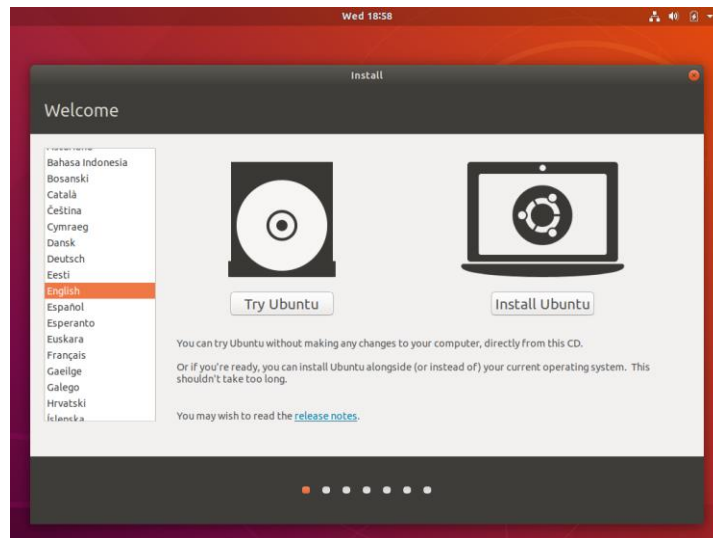 Wed 18:58
Install
Welcome
Bahasa Indonesia
Bosanski
Català
Čeština
Cymraeg
Dansk
Deutsch
Eesti
English
Español
Esperanto
Euskara
Français
Gaeilge
Galego
Hrvatski
Íslenska
Try Ubuntu
Install Ubuntu
You can try Ubuntu without making any changes to your computer, directly from this CD.
Or if you're ready, you can install Ubuntu alongside (or instead of) your current operating system. This
shouldn't take too long.
You may wish to read the release notes.